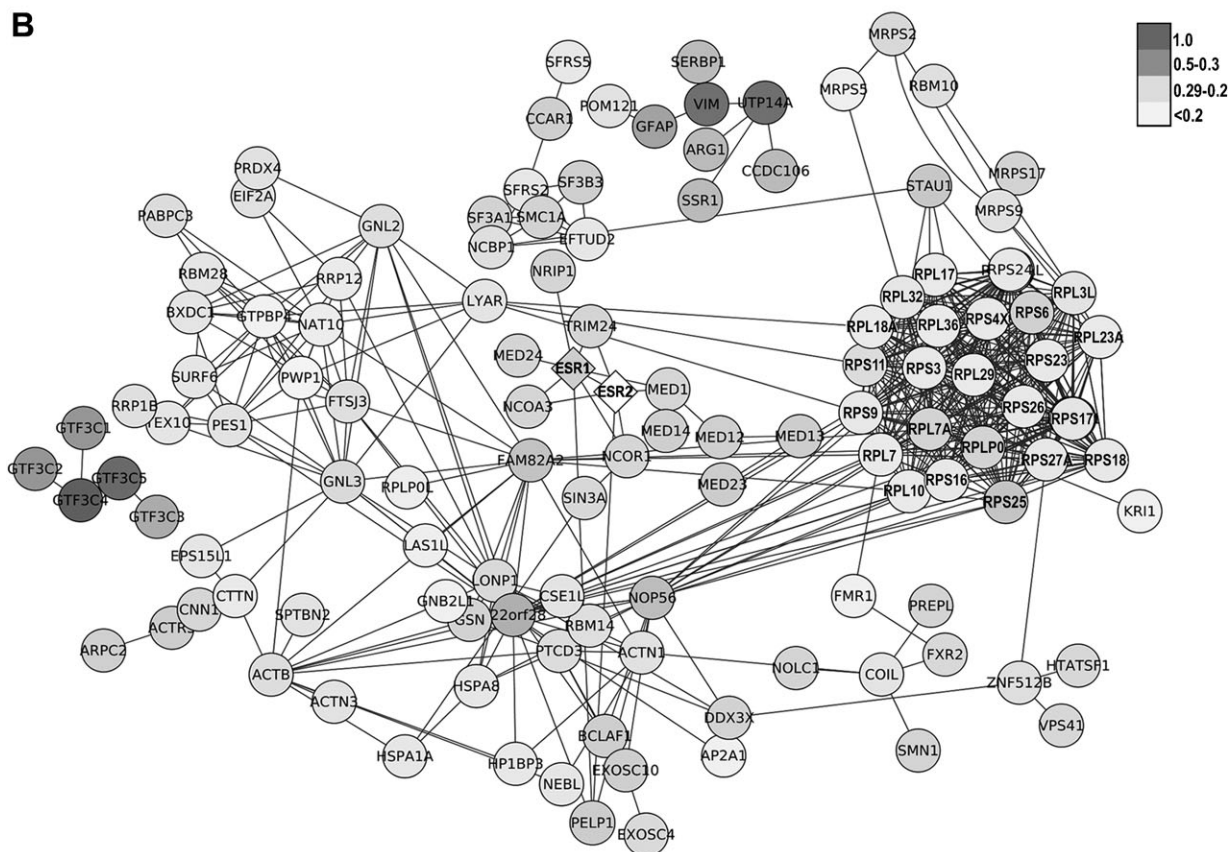 B
1.0
0.5-0.3
0.29-0.2
<0.2
MRPS2
SFRS5
SERBP1
MRPS5
RBM10
POM121
VIM
UTP14A
CCAR1
GFAP
ARG1
CCDC106
PRDX4
EIF2A
SFRS2
SF3B3
SSR1
STAU1
MRPS17
PABPC3
GNL2
SF3A1
SMC1A
MRPS9
NCBP1
EFTUD2
RBM28
RRP12
NRIP1
RPL17
RPS24L
BXDC1
GTPBP4
NAT10
LYAR
TRIM24
RPL32
RPL3L
RPL18A
RPL36
RPS4X
RPS6
RPL23A
MED24
ESR1
RPS11
RPS3
RPL29
RPS23
SURF6
PWP1
FTSJ3
ESR2
MED1
RRP1B
TEX10
PES1
NCOA3
MED14
MED12
MED13
RPS9
RPL7A
RPS26
RPS17L
GTF3C1
GTF3C2
GTF3C5
GTF3C4
GTF3C3
FAM82A2
NCOR1
RPL7
RPLP0
RPS27A
RPS18
GNL3
RPLP0L
SIN3A
MED23
RPL10
RPS16
RPS25
KRI1
LAS1L
EPS15L1
CTTN
LONP1
CSE1L
NOP56
FMR1
PREPL
CNN1
SPTBN2
GNB2L1
GSN
22orf28
RBM14
ARPC2
ACTR3
PTCD3
ACTN1
NOLC1
COIL
FXR2
HTATSF1
ACTB
HSPA8
ZNF512B
ACTN3
DDX3X
VPS41
HSPA1A
HP1BP3
BCLAF1
AP2A1
SMN1
NEBL
EXOSC10
PELP1
EXOSC4